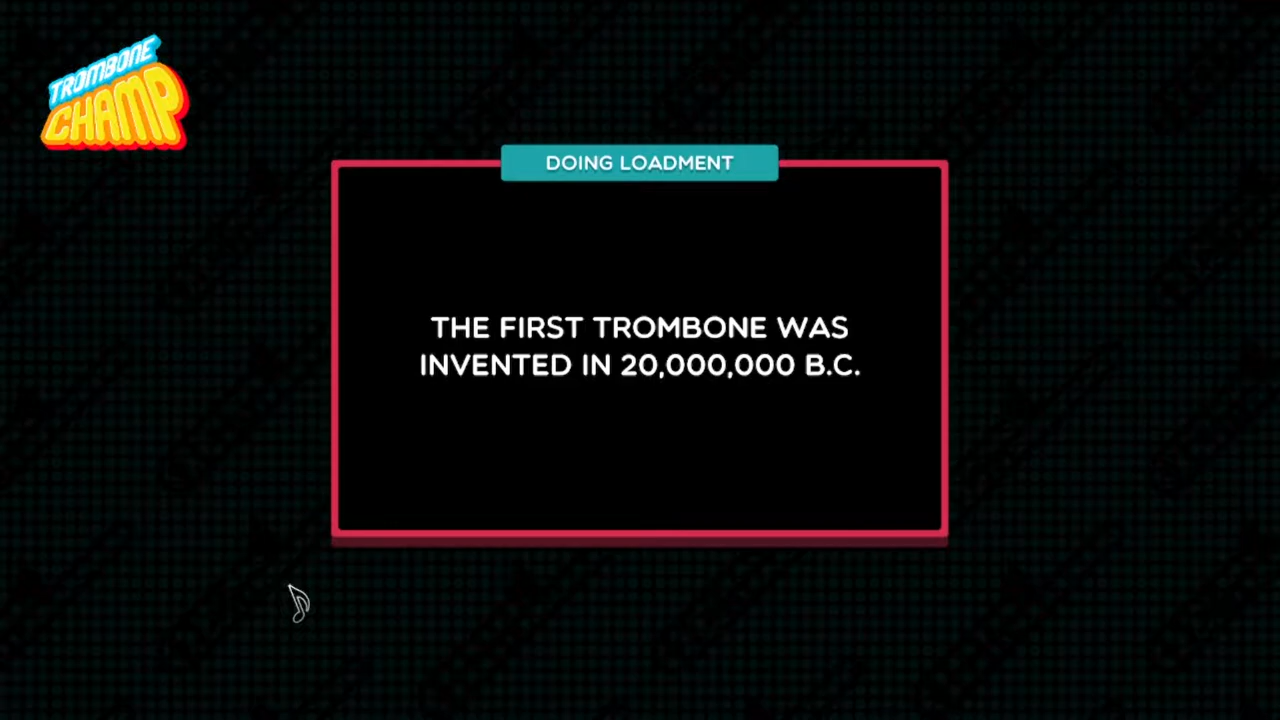 TROMBONE
CHAMP
DOING LOADMENT
THE FIRST TROMBONE WAS
INVENTED IN 20,000,000 B.C.